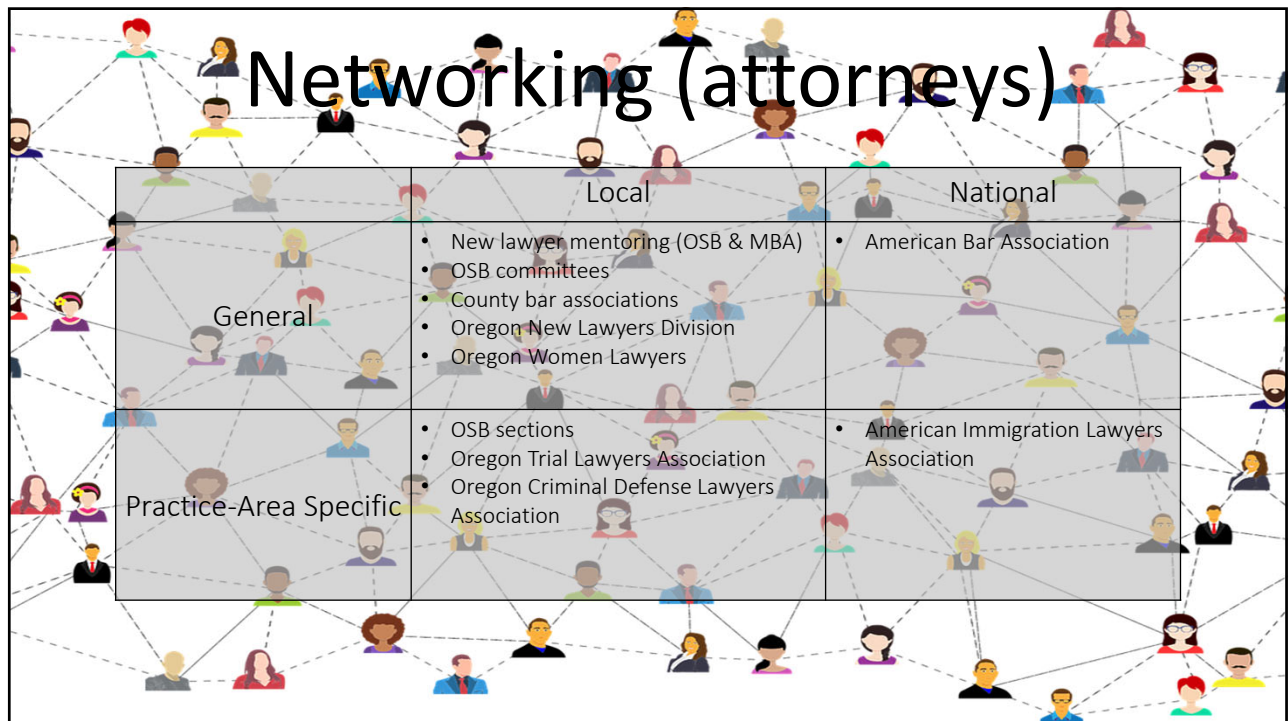 Networking (attorneys)
Local
National
General
• New lawyer mentoring (OSB & MBA)
• OSB committees
• County bar associations
• Oregon New Lawyers Division
• Oregon Women Lawyers
• American Bar Association
Practice-Area Specific
• OSB sections
• Oregon Trial Lawyers Association
• Oregon Criminal Defense Lawyers
Association
• American Immigration Lawyers
Association